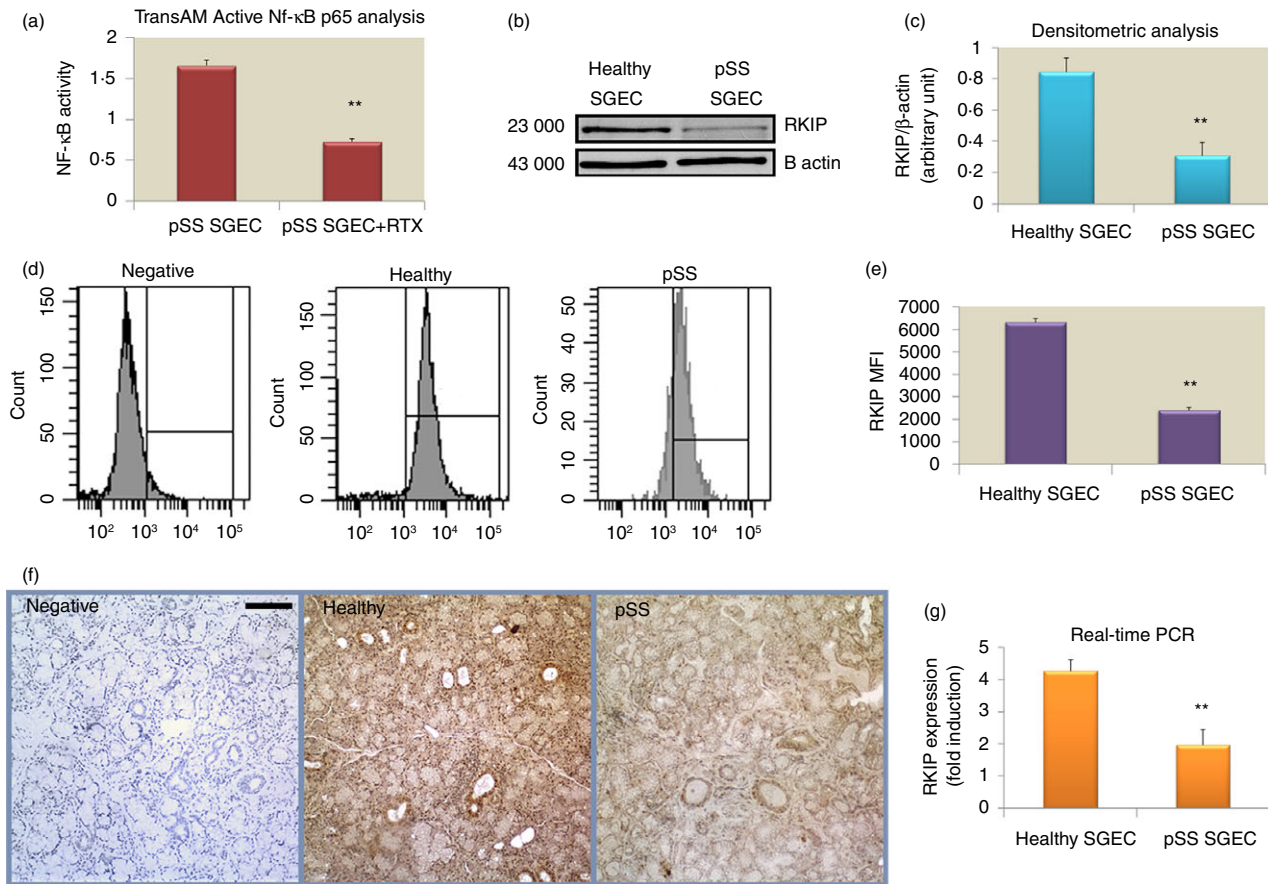 (a)
TransAM Active Nf-κB p65 analysis
NF-κB activity
2
1·5
1
0·5
0
**
pSS SGEC
pSS SGEC+RTX
(b)
Healthy
SGEC
pSS
SGEC
23 000
RKIP
43 000
B actin
(c)
Densitometric analysis
RKIP/β-actin
(arbitrary unit)
1
0·8
0·6
0·4
0·2
0
**
Healthy SGEC
pSS SGEC
(d)
Negative
Count
150
100
50
0
10² 10³ 10⁴ 10⁵
Healthy
Count
150
100
50
0
10² 10³ 10⁴ 10⁵
pSS
Count
50
40
30
20
10
0
10² 10³ 10⁴ 10⁵
(e)
RKIP MFI
7000
6000
5000
4000
3000
2000
1000
0
**
Healthy SGEC
pSS SGEC
(f)
Negative
Healthy
pSS
(g)
Real-time PCR
RKIP expression
(fold induction)
5
4
3
2
1
0
**
Healthy SGEC
pSS SGEC